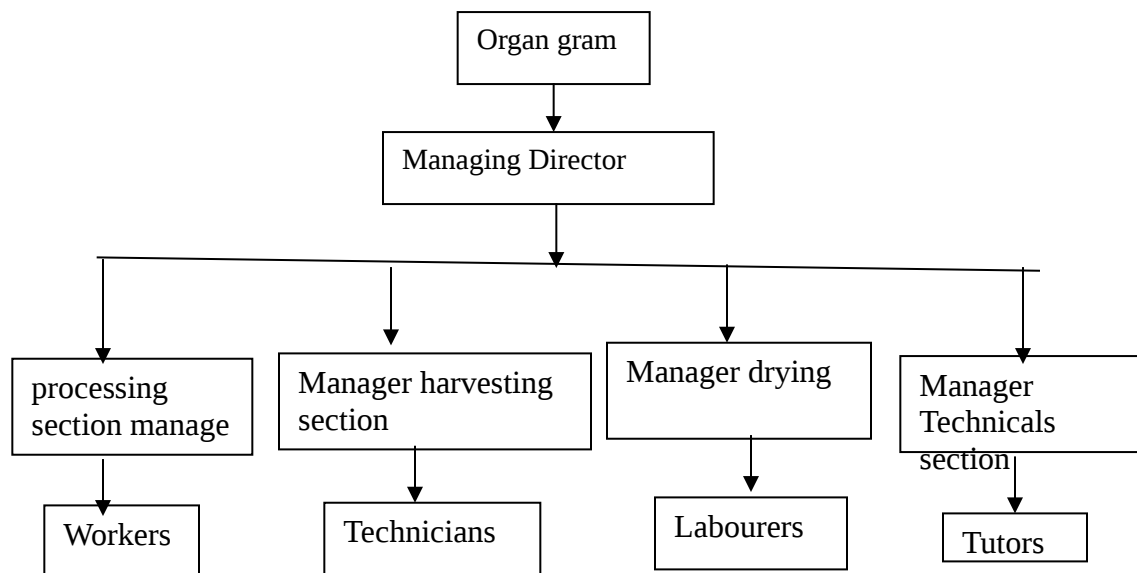 Organ gram
Managing Director
processing
section manage
Manager harvesting
section
Manager drying
Manager
Technicals
section
Workers
Technicians
Labourers
Tutors